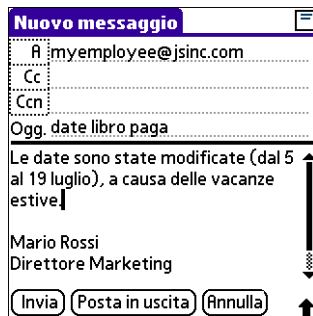 Nuovo messaggio
A myemployee@jsinc.com
Cc
Ccn
Ogg. date libro paga
Le date sono state modificate (dal 5
al 19 luglio), a causa delle vacanze
estive.
Mario Rossi
Direttore Marketing
Invia Posta in uscita Annulla